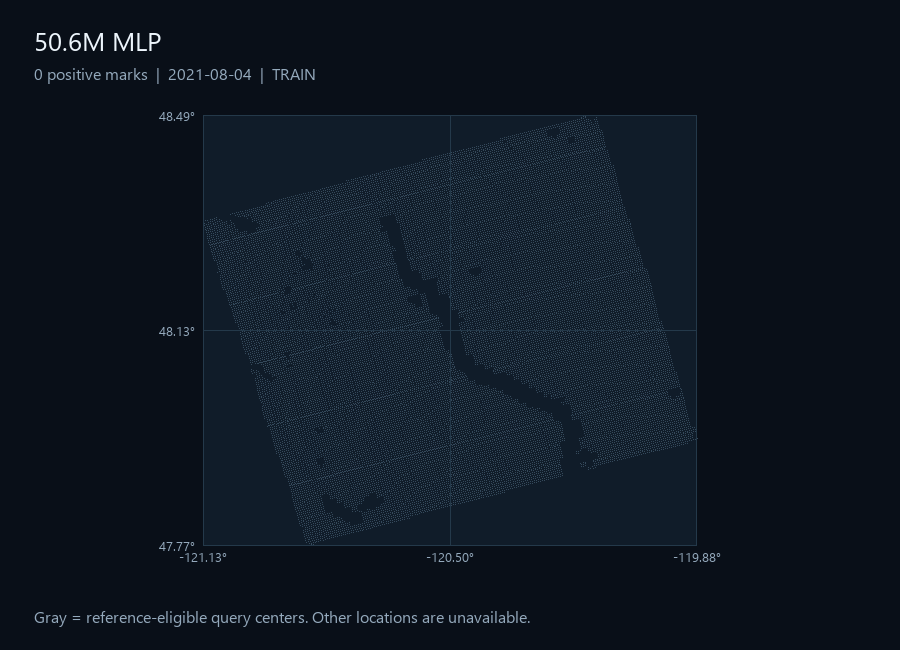 50.6M MLP
0 positive marks | 2021-08-04 | TRAIN
48.49°
48.13°
47.77°
-121.13°
-120.50°
-119.88°
Gray = reference-eligible query centers. Other locations are unavailable.